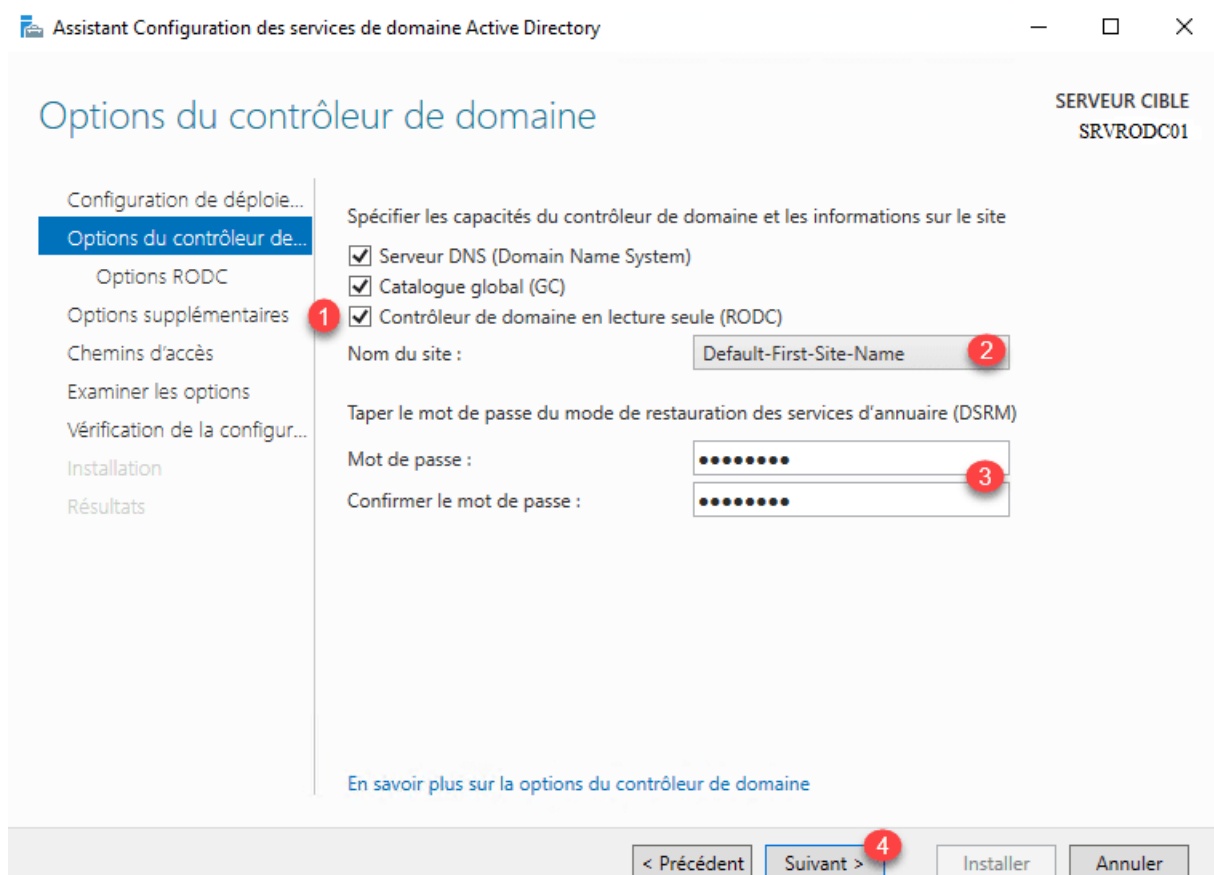 Assistant Configuration des services de domaine Active Directory
Options du contrôleur de domaine
SERVEUR CIBLE
SRVRODC01
Configuration de déploie...
Options du contrôleur de...
Options RODC
Options supplémentaires
Chemins d'accès
Examiner les options
Vérification de la configur...
Installation
Résultats
Spécifier les capacités du contrôleur de domaine et les informations sur le site
Serveur DNS (Domain Name System)
Catalogue global (GC)
1 Contrôleur de domaine en lecture seule (RODC)
Nom du site : Default-First-Site-Name 2
Taper le mot de passe du mode de restauration des services d'annuaire (DSRM)
Mot de passe : ●●●●●●●●
3
Confirmer le mot de passe : ●●●●●●●●
En savoir plus sur la options du contrôleur de domaine
< Précédent Suivant > 4 Installer Annuler